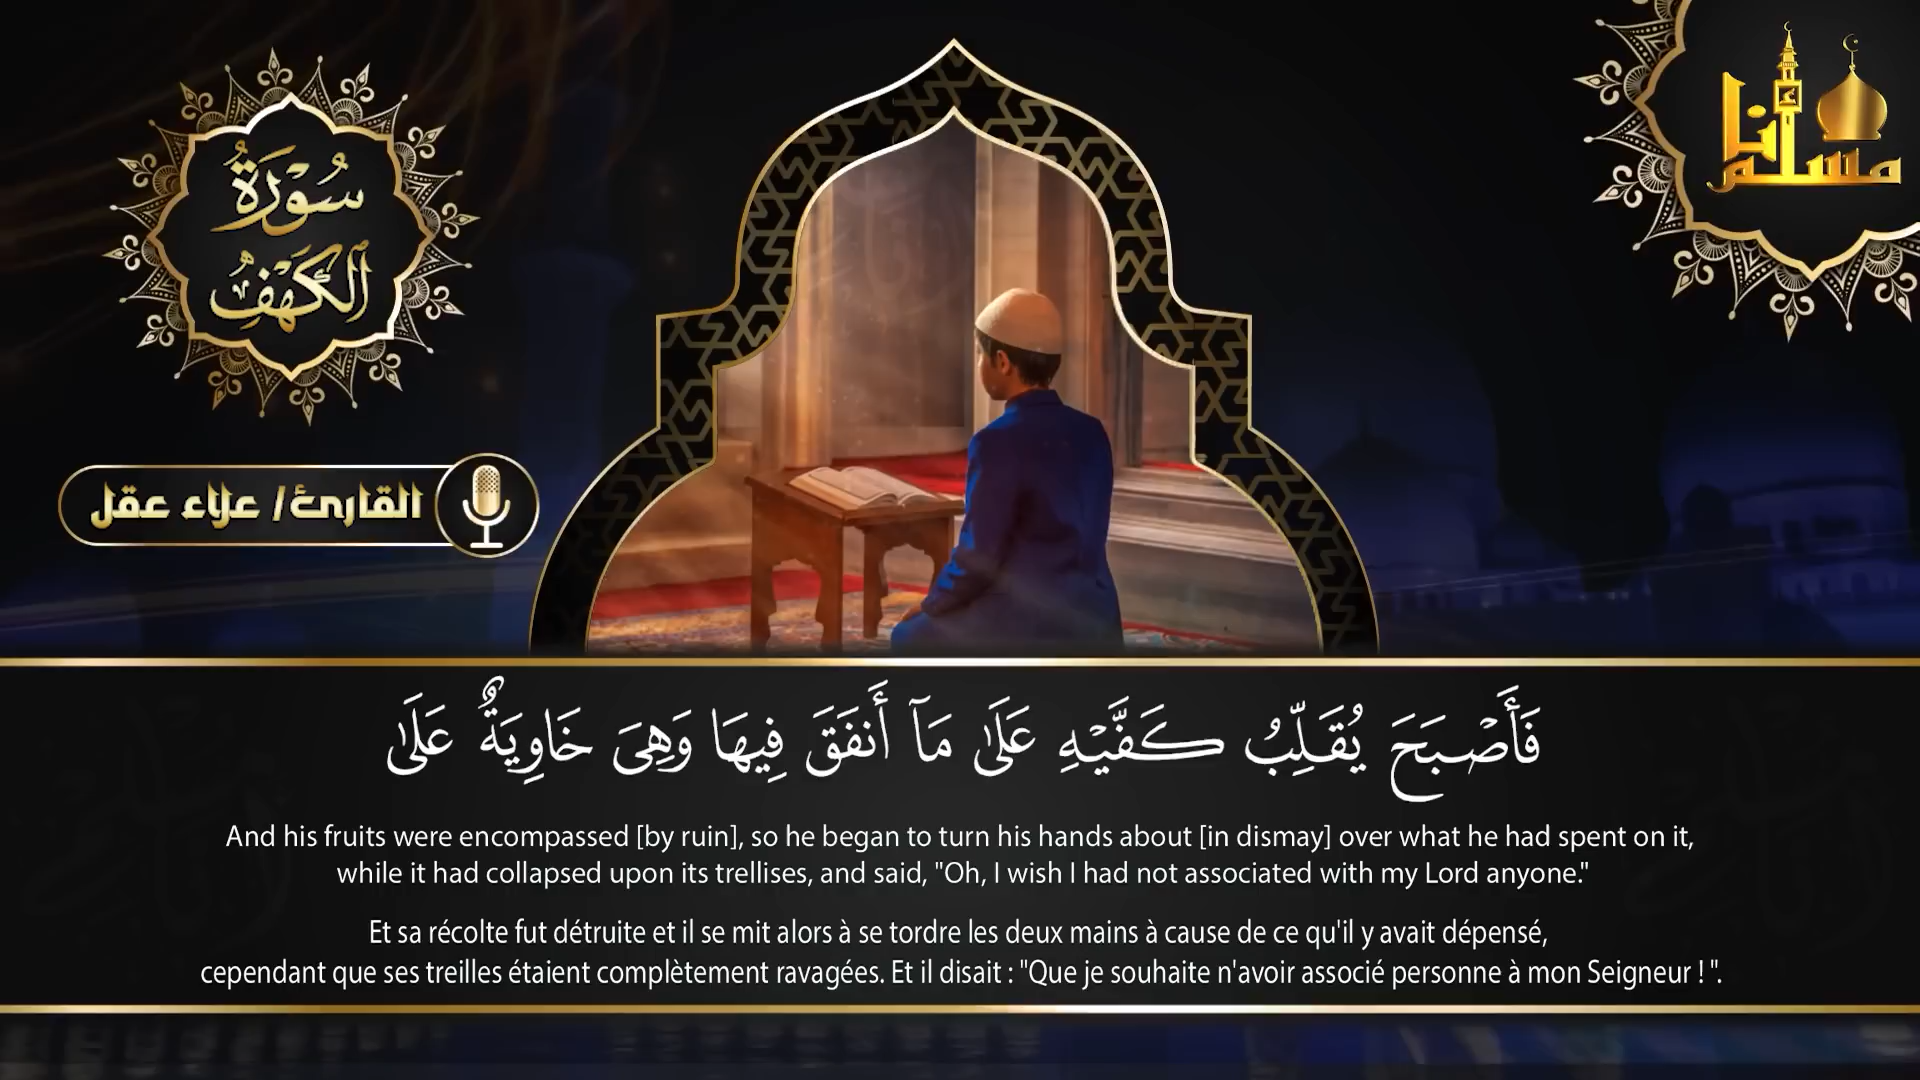 سُورَةُ
الكَهْفِ
أنا
مسلم
القارئ / علاء عقل
فَأَصْبَحَ يُقَلِّبُ كَفَّيْهِ عَلَىٰ مَآ أَنفَقَ فِيهَا وَهِىَ خَاوِيَةٌ عَلَىٰ
And his fruits were encompassed [by ruin], so he began to turn his hands about [in dismay] over what he had spent on it,
while it had collapsed upon its trellises, and said, "Oh, I wish I had not associated with my Lord anyone."
Et sa récolte fut détruite et il se mit alors à se tordre les deux mains à cause de ce qu'il y avait dépensé,
cependant que ses treilles étaient complètement ravagées. Et il disait : "Que je souhaite n'avoir associé personne à mon Seigneur ! ".